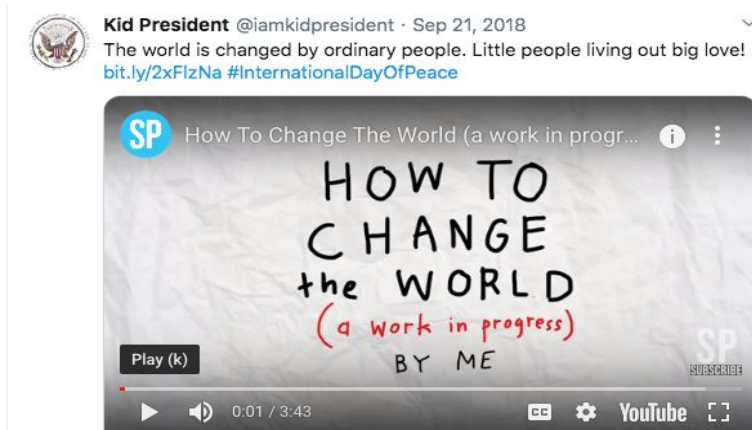 Kid President @iamkidpresident · Sep 21, 2018
The world is changed by ordinary people. Little people living out big love!
bit.ly/2xFlzNa #InternationalDayOfPeace
SP How To Change The World (a work in progr... i
HOW TO
CHANGE
the WORLD
(a work in progress)
BY ME
Play (k)
SP
SUBSCRIBE
0:01 / 3:43 CC YouTube